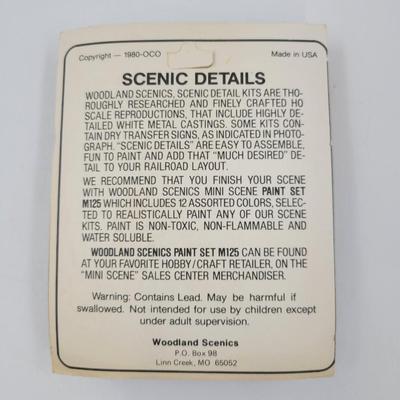 Copyright — 1980-OCO Made in USA
SCENIC DETAILS
WOODLAND SCENICS, SCENIC DETAIL KITS ARE THO-
ROUGHLY RESEARCHED AND FINELY CRAFTED HO
SCALE REPRODUCTIONS, THAT INCLUDE HIGHLY DE-
TAILED WHITE METAL CASTINGS. SOME KITS CON-
TAIN DRY TRANSFER SIGNS, AS INDICATED IN PHOTO-
GRAPH. "SCENIC DETAILS" ARE EASY TO ASSEMBLE,
FUN TO PAINT AND ADD THAT "MUCH DESIRED" DE-
TAIL TO YOUR RAILROAD LAYOUT.
WE RECOMMEND THAT YOU FINISH YOUR SCENE
WITH WOODLAND SCENICS MINI SCENE PAINT SET
M125 WHICH INCLUDES 12 ASSORTED COLORS, SELEC-
TED TO REALISTICALLY PAINT ANY OF OUR SCENE
KITS. PAINT IS NON-TOXIC, NON-FLAMMABLE AND
WATER SOLUBLE.
WOODLAND SCENICS PAINT SET M125 CAN BE FOUND
AT YOUR FAVORITE HOBBY/CRAFT RETAILER, ON THE
"MINI SCENE" SALES CENTER MERCHANDISER.
Warning: Contains Lead. May be harmful if
swallowed. Not intended for use by children except
under adult supervision.
Woodland Scenics
P.O. Box 98
Linn Creek, MO 65052